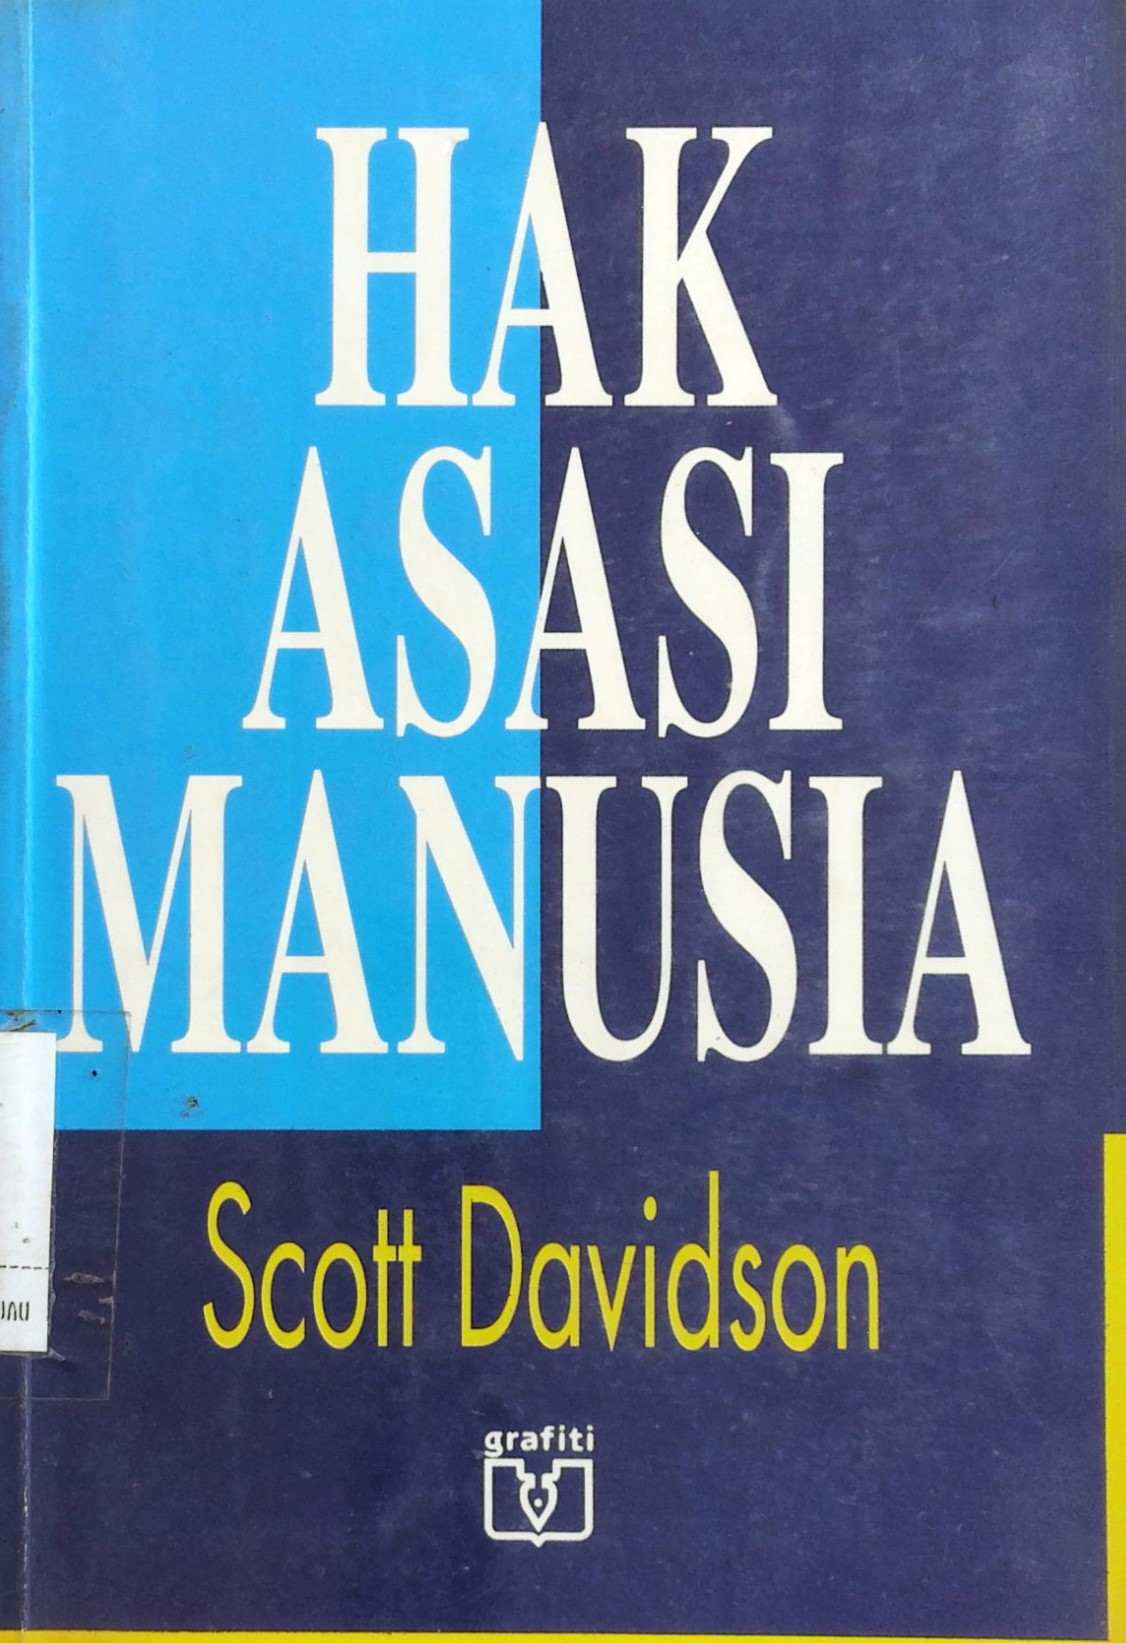 HAK
ASASI
MANUSIA
Scott Davidson
grafiti